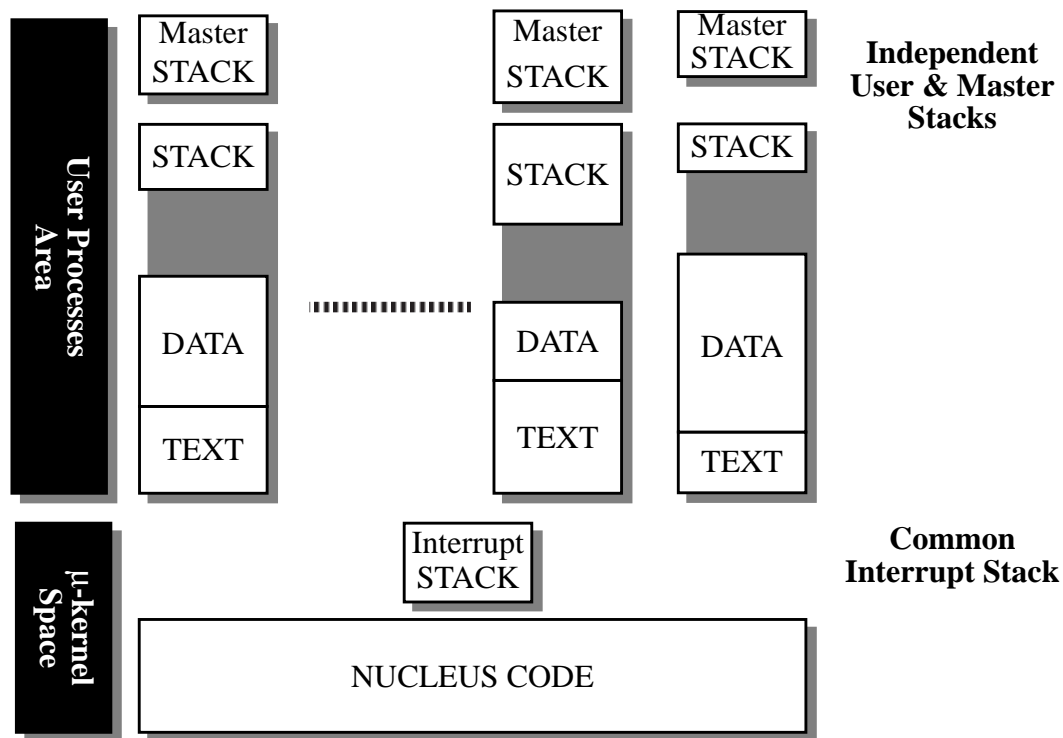 Master
STACK
Master
STACK
Master
STACK
Independent
User & Master
Stacks
STACK
STACK
STACK
User Processes
Area
DATA
DATA
DATA
TEXT
TEXT
TEXT
Interrupt
STACK
Common
Interrupt Stack
μ-kernel
Space
NUCLEUS CODE